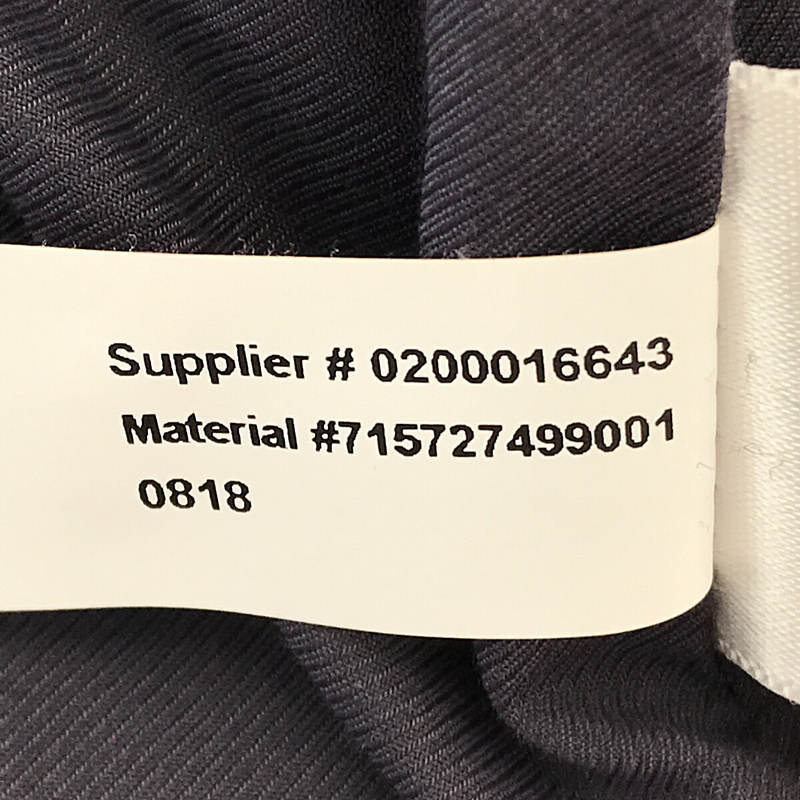 Supplier # 0200016643
Material #715727499001
0818